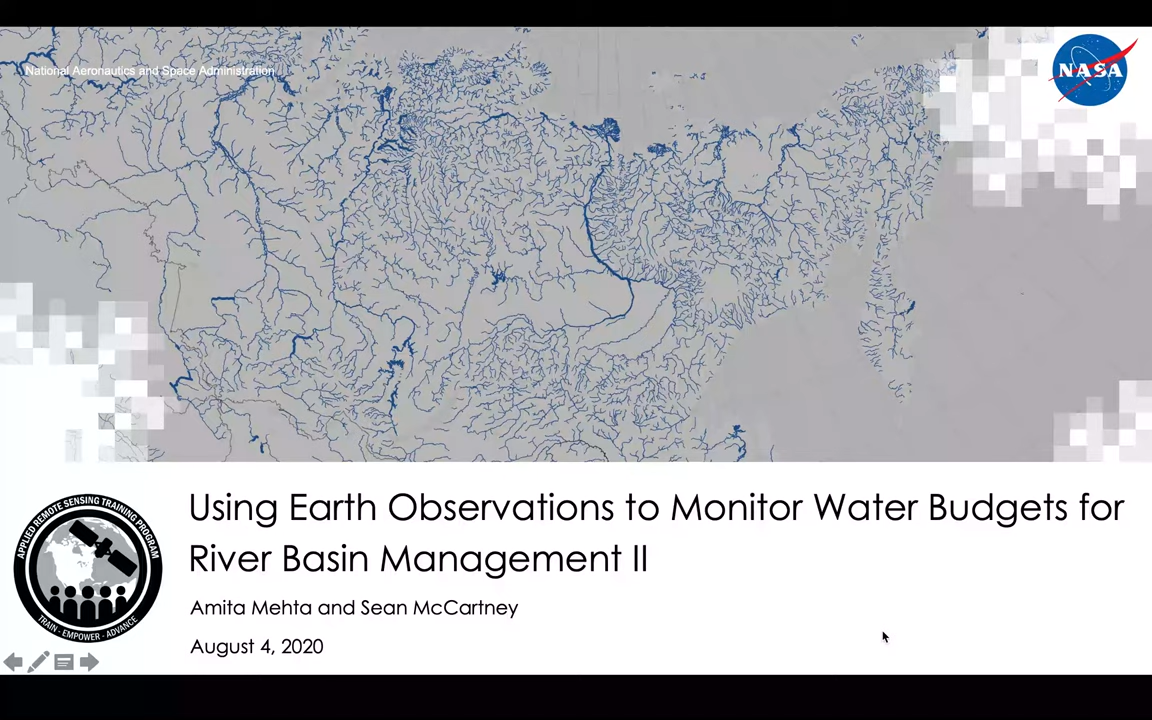 National Aeronautics and Space Administration
NASA
Using Earth Observations to Monitor Water Budgets for
River Basin Management II
Amita Mehta and Sean McCartney
August 4, 2020
APPLIED REMOTE SENSING TRAINING PROGRAM
TRAIN - EMPOWER - ADVANCE